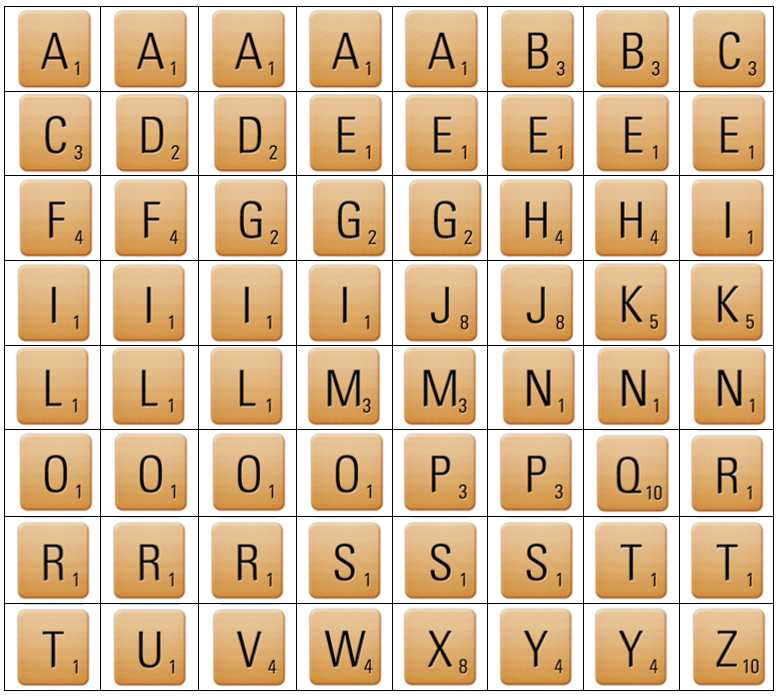 A1 A1 A1 A1 A1 B3 B3 C3
C3 D2 D2 E1 E1 E1 E1 E1
F4 F4 G2 G2 G2 H4 H4 I1
I1 I1 I1 I1 J8 J8 K5 K5
L1 L1 L1 M3 M3 N1 N1 N1
O1 O1 O1 O1 P3 P3 Q10 R1
R1 R1 R1 S1 S1 S1 T1 T1
T1 U1 V4 W4 X8 Y4 Y4 Z10